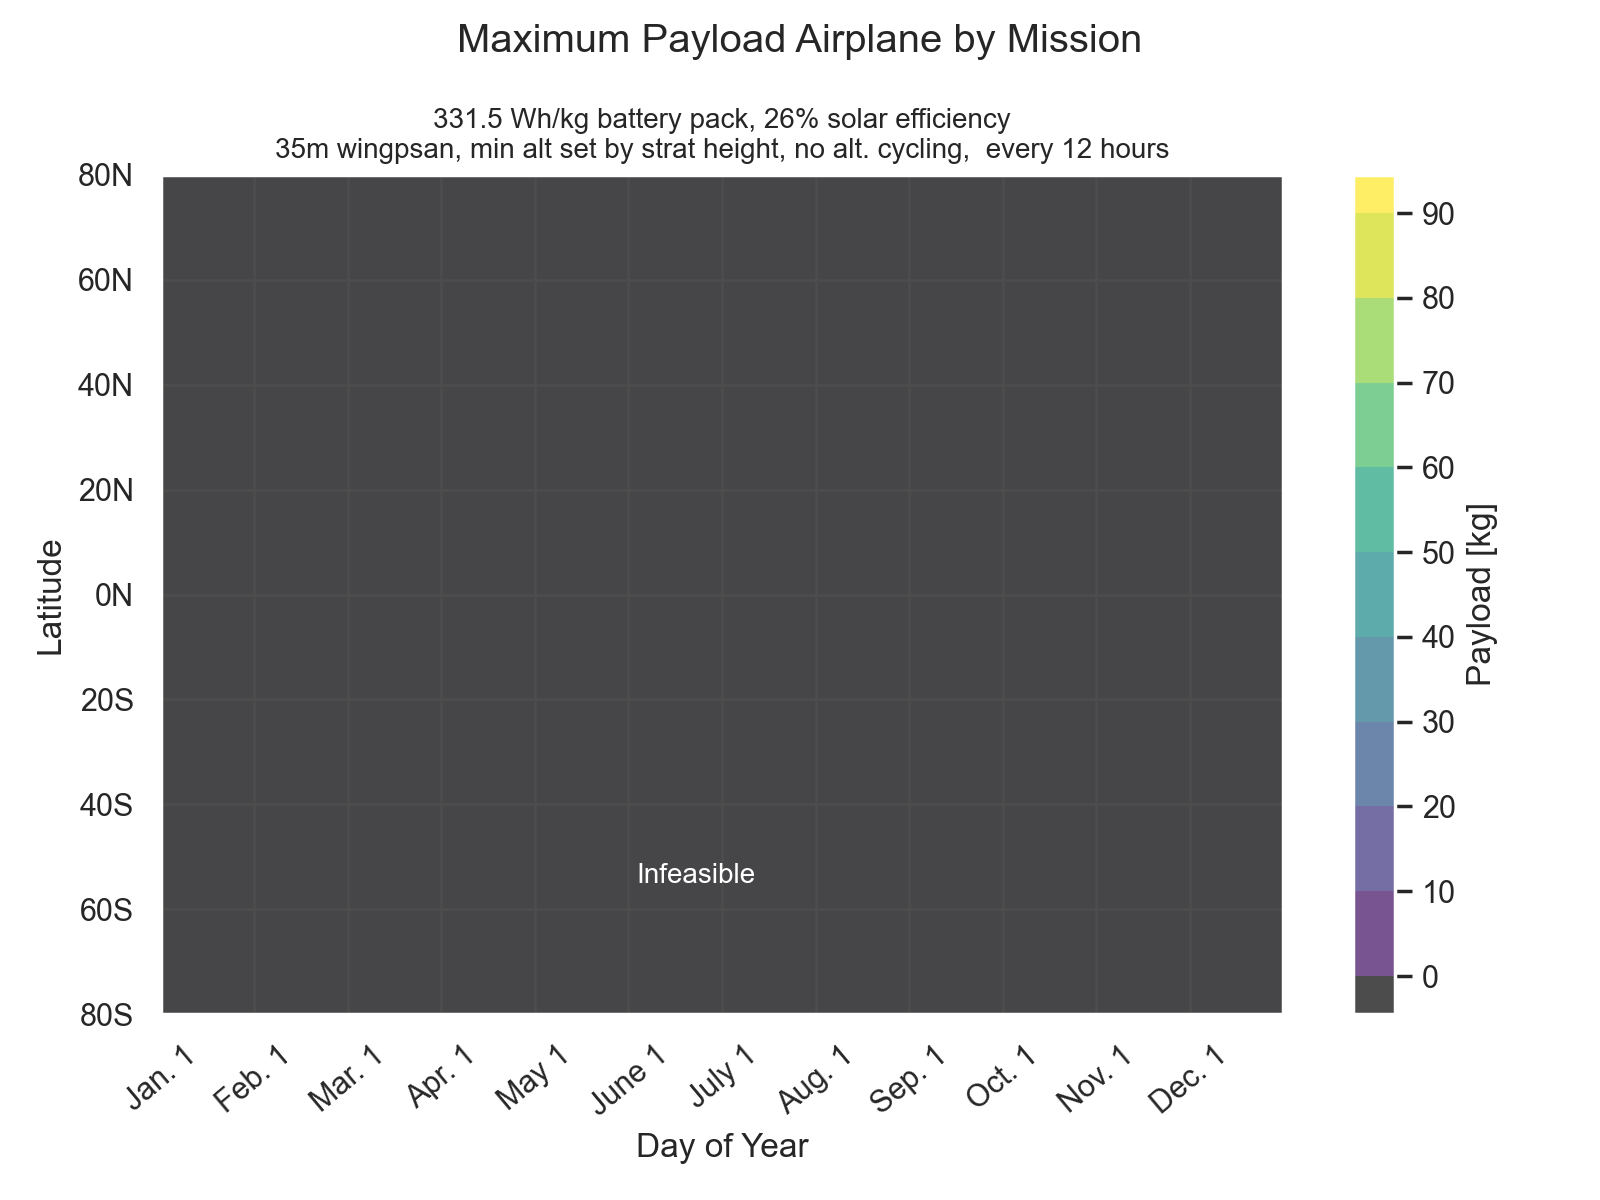 Maximum Payload Airplane by Mission
331.5 Wh/kg battery pack, 26% solar efficiency
35m wingpsan, min alt set by strat height, no alt. cycling,  every 12 hours
80N
60N
40N
20N
0N
20S
40S
60S
80S
Latitude
Infeasible
Jan. 1
Feb. 1
Mar. 1
Apr. 1
May 1
June 1
July 1
Aug. 1
Sep. 1
Oct. 1
Nov. 1
Dec. 1
Day of Year
90
80
70
60
50
40
30
20
10
0
Payload [kg]